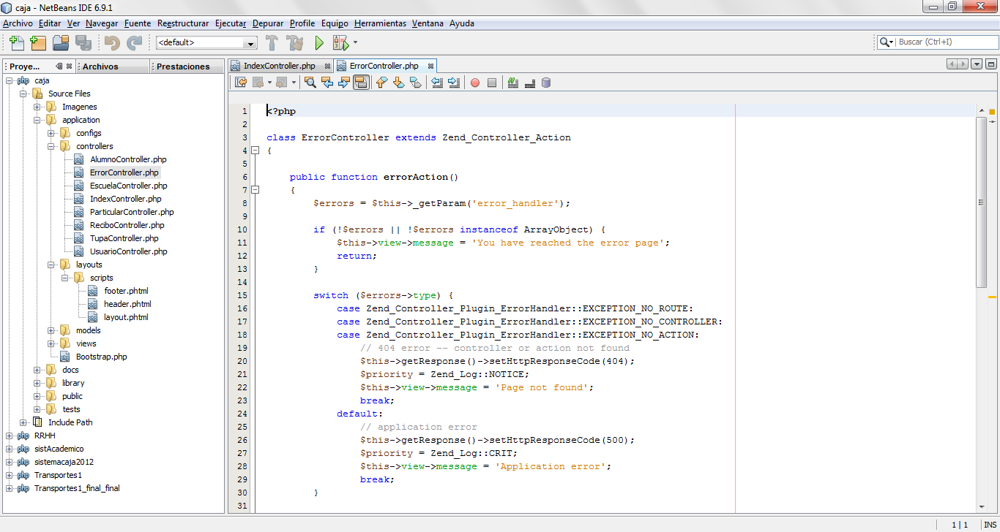 caja - NetBeans IDE 6.9.1
Archivo Editar Ver Navegar Fuente Reestructurar Ejecutar Depurar Profile Equipo Herramientas Ventana Ayuda
<default>
Buscar (Ctrl+I)
Proye... Archivos Prestaciones
IndexController.php ErrorController.php
caja
Source Files
Imagenes
application
configs
controllers
AlumnoController.php
ErrorController.php
EscuelaController.php
IndexController.php
ParticularController.php
ReciboController.php
TupaController.php
UsuarioController.php
layouts
scripts
footer.phtml
header.phtml
layout.phtml
models
views
Bootstrap.php
docs
library
public
tests
Include Path
RRHH
sistAcademico
sistemacaja2012
Transportes1
Transportes1_final_final
1 <?php
2
3 class ErrorController extends Zend_Controller_Action
4 {
5
6     public function errorAction()
7     {
8         $errors = $this->_getParam('error_handler');
9
10         if (!$errors || !$errors instanceof ArrayObject) {
11             $this->view->message = 'You have reached the error page';
12             return;
13         }
14
15         switch ($errors->type) {
16             case Zend_Controller_Plugin_ErrorHandler::EXCEPTION_NO_ROUTE:
17             case Zend_Controller_Plugin_ErrorHandler::EXCEPTION_NO_CONTROLLER:
18             case Zend_Controller_Plugin_ErrorHandler::EXCEPTION_NO_ACTION:
19                 // 404 error -- controller or action not found
20                 $this->getResponse()->setHttpResponseCode(404);
21                 $priority = Zend_Log::NOTICE;
22                 $this->view->message = 'Page not found';
23                 break;
24             default:
25                 // application error
26                 $this->getResponse()->setHttpResponseCode(500);
27                 $priority = Zend_Log::CRIT;
28                 $this->view->message = 'Application error';
29                 break;
30         }
31
1 | 1 INS